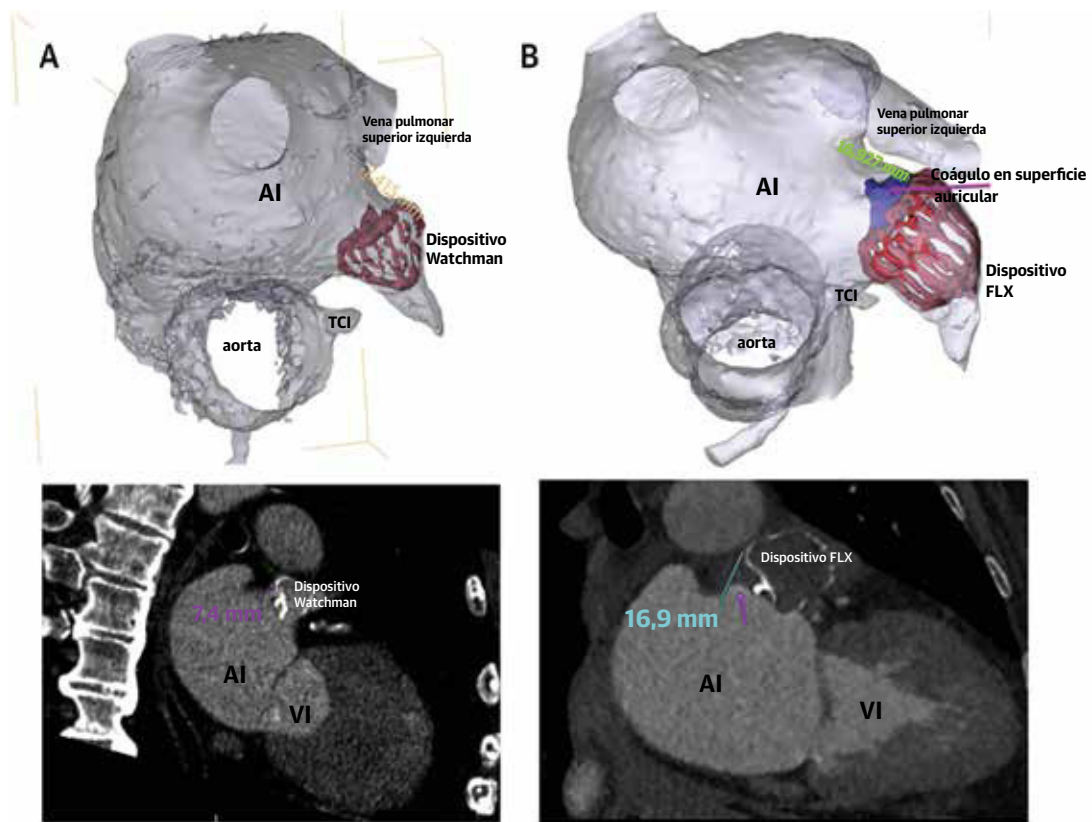 A
Vena pulmonar
superior izquierda
AI
Dispositivo
Watchman
TCI
aorta
B
Vena pulmonar
superior izquierda
AI
Coágulo en superficie
auricular
Dispositivo
FLX
TCI
aorta
Dispositivo
Watchman
7,4 mm
AI
VI
Dispositivo FLX
16,9 mm
AI
VI